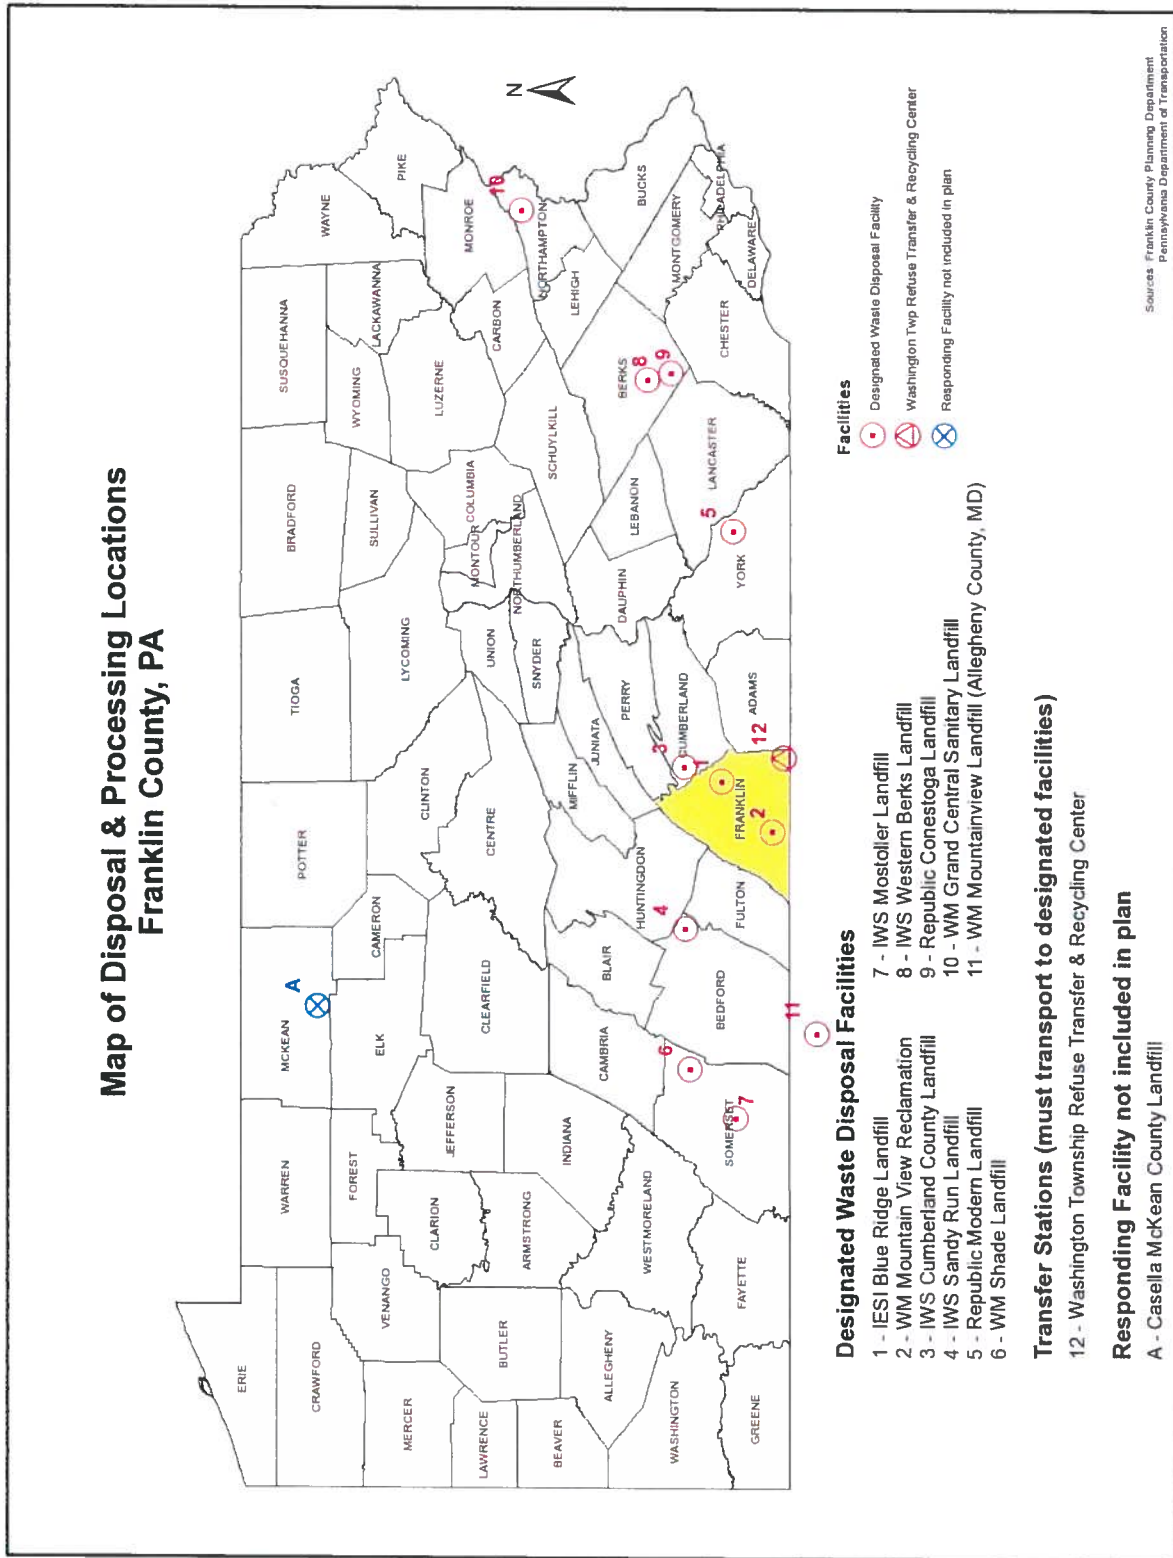 Map of Disposal & Processing Locations
Franklin County, PA
N
ERIE
CRAWFORD
WARREN
MCKEAN
A
POTTER
TIOGA
BRADFORD
SUSQUEHANNA
WAYNE
PIKE
WYOMING
LACKAWANNA
MERCER
VENANGO
FOREST
ELK
CAMERON
CLINTON
LYCOMING
SULLIVAN
LUZERNE
MONROE
10
LAWRENCE
BUTLER
CLARION
JEFFERSON
CLEARFIELD
CENTRE
UNION
SNYDER
MONTOUR
COLUMBIA
NORTHUMBERLAND
CARBON
NORTHAMPTON
LEHIGH
SCHUYLKILL
BEAVER
ALLEGHENY
ARMSTRONG
INDIANA
CAMBRIA
BLAIR
HUNTINGDON
MIFFLIN
JUNIATA
PERRY
DAUPHIN
LEBANON
BERKS
8
9
BUCKS
MONTGOMERY
PHILADELPHIA
DELAWARE
CHESTER
WASHINGTON
WESTMORELAND
GREENE
FAYETTE
SOMERSET
7
6
BEDFORD
11
4
FULTON
FRANKLIN
2
1
3
CUMBERLAND
12
ADAMS
YORK
5
LANCASTER
Designated Waste Disposal Facilities
1 - IESI Blue Ridge Landfill
2 - WM Mountain View Reclamation
3 - IWS Cumberland County Landfill
4 - IWS Sandy Run Landfill
5 - Republic Modern Landfill
6 - WM Shade Landfill
7 - IWS Mostoller Landfill
8 - IWS Western Berks Landfill
9 - Republic Conestoga Landfill
10 - WM Grand Central Sanitary Landfill
11 - WM Mountainview Landfill (Allegheny County, MD)
Transfer Stations (must transport to designated facilities)
12 - Washington Township Refuse Transfer & Recycling Center
Responding Facility not included in plan
A - Casella McKean County Landfill
Facilities
Designated Waste Disposal Facility
Washington Twp Refuse Transfer & Recycling Center
Responding Facility not included in plan
Sources Franklin County Planning Department
Pennsylvania Department of Transportation